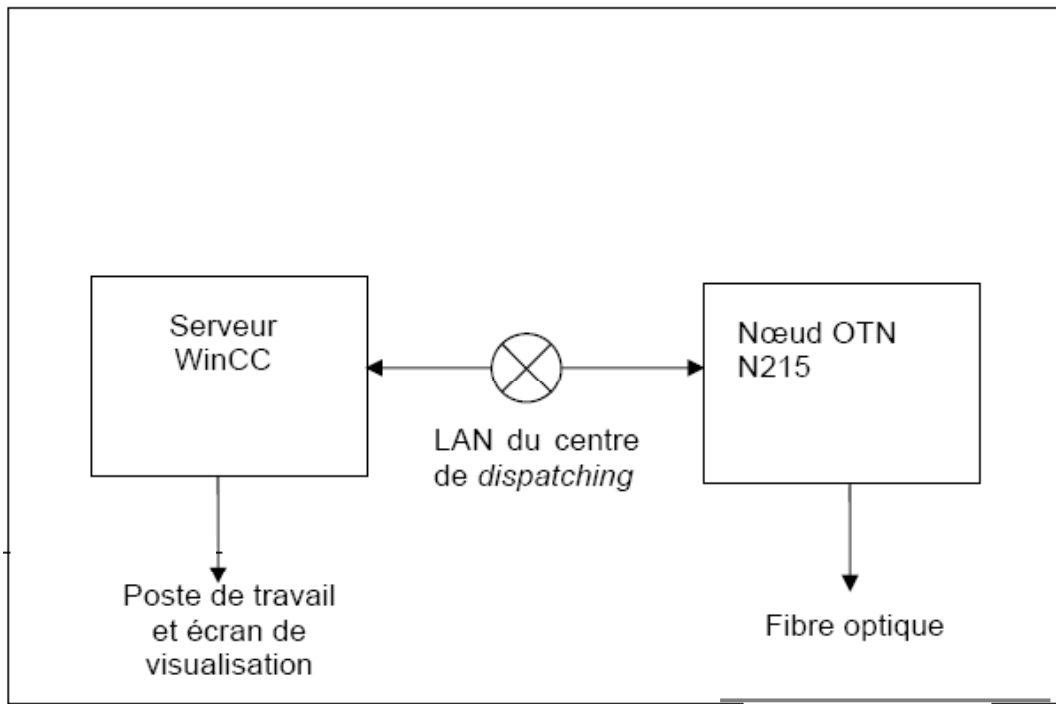 Serveur
WinCC
Nœud OTN
N215
LAN du centre
de dispatching
Poste de travail
et écran de
visualisation
Fibre optique